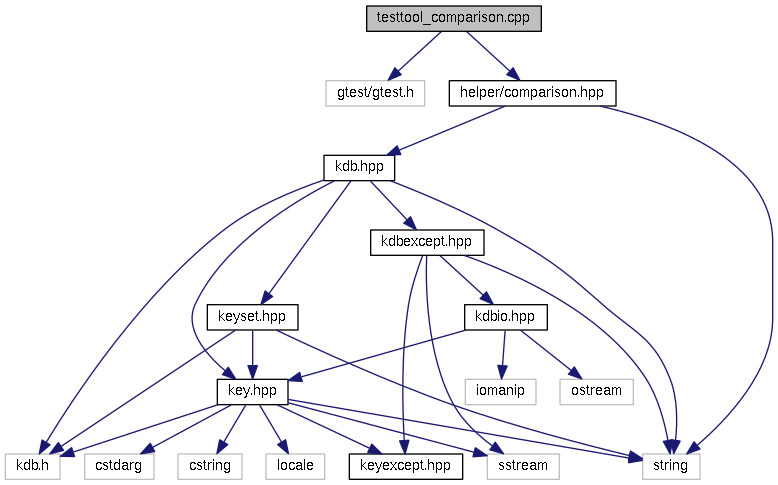 testtool_comparison.cpp
gtest/gtest.h
helper/comparison.hpp
kdb.hpp
kdbexcept.hpp
keyset.hpp
kdbio.hpp
key.hpp
iomanip
ostream
kdb.h
cstdarg
cstring
locale
keyexcept.hpp
sstream
string